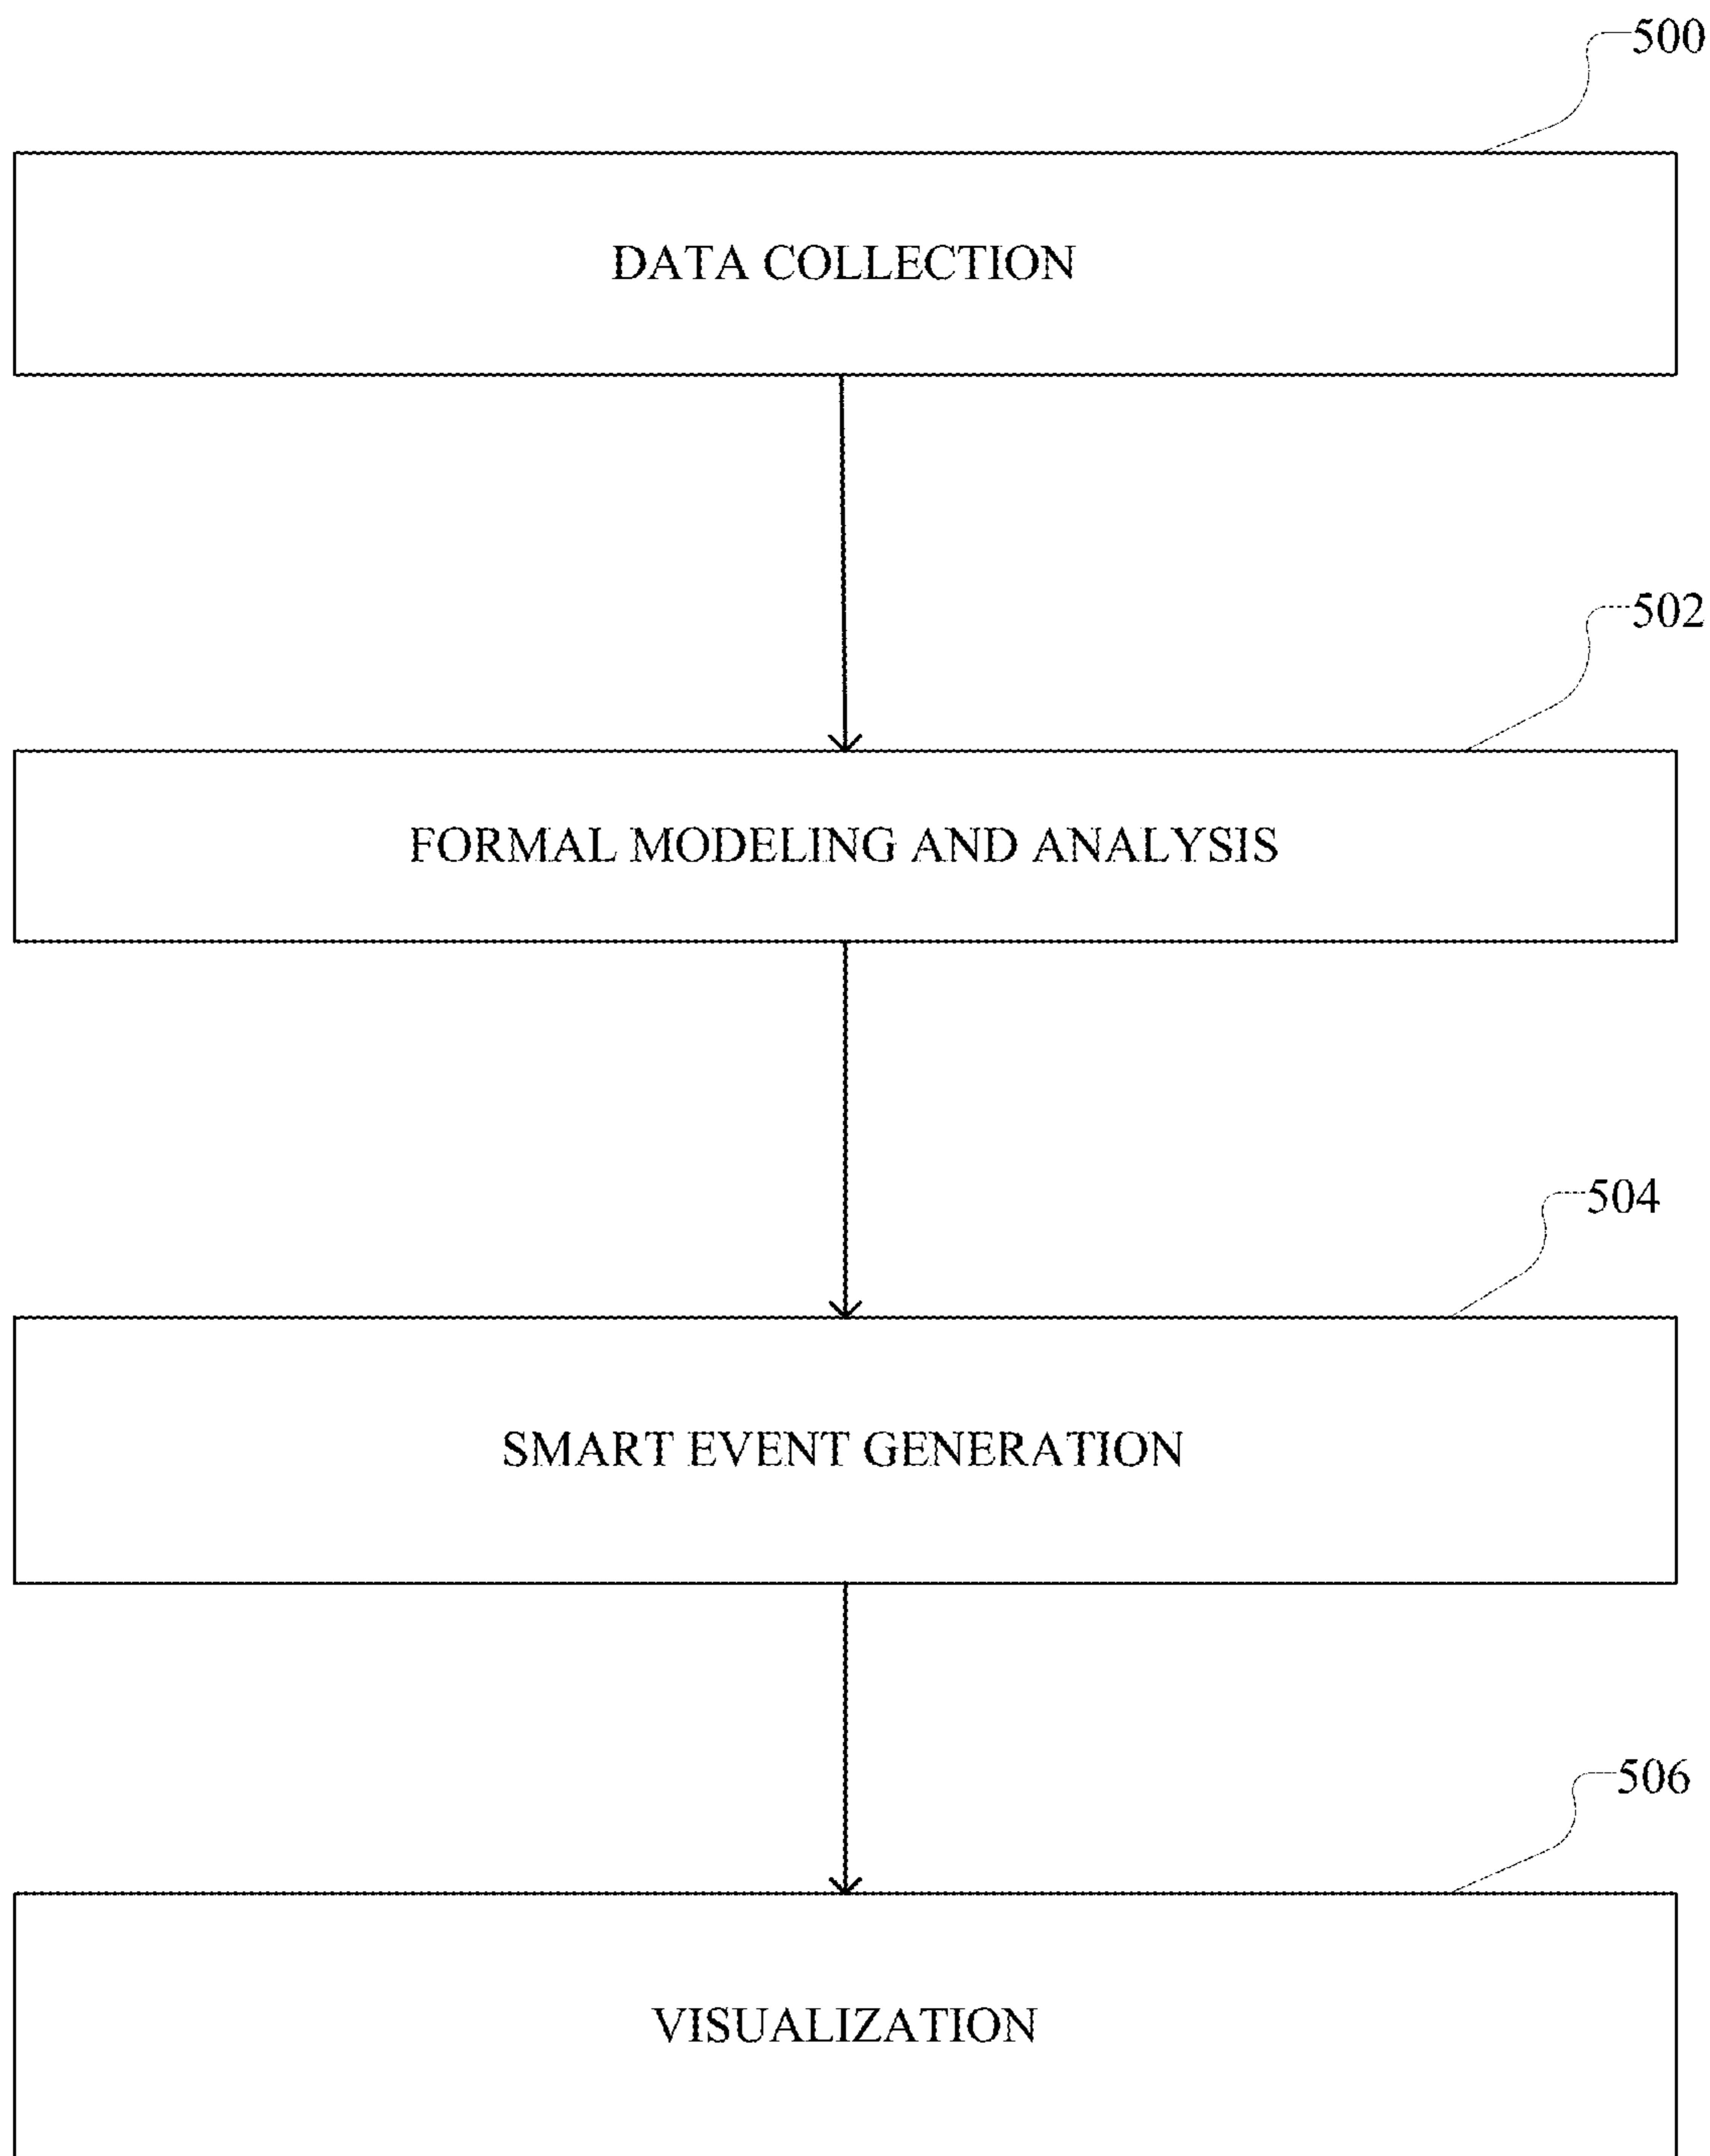 500
DATA COLLECTION
502
FORMAL MODELING AND ANALYSIS
504
SMART EVENT GENERATION
506
VISUALIZATION